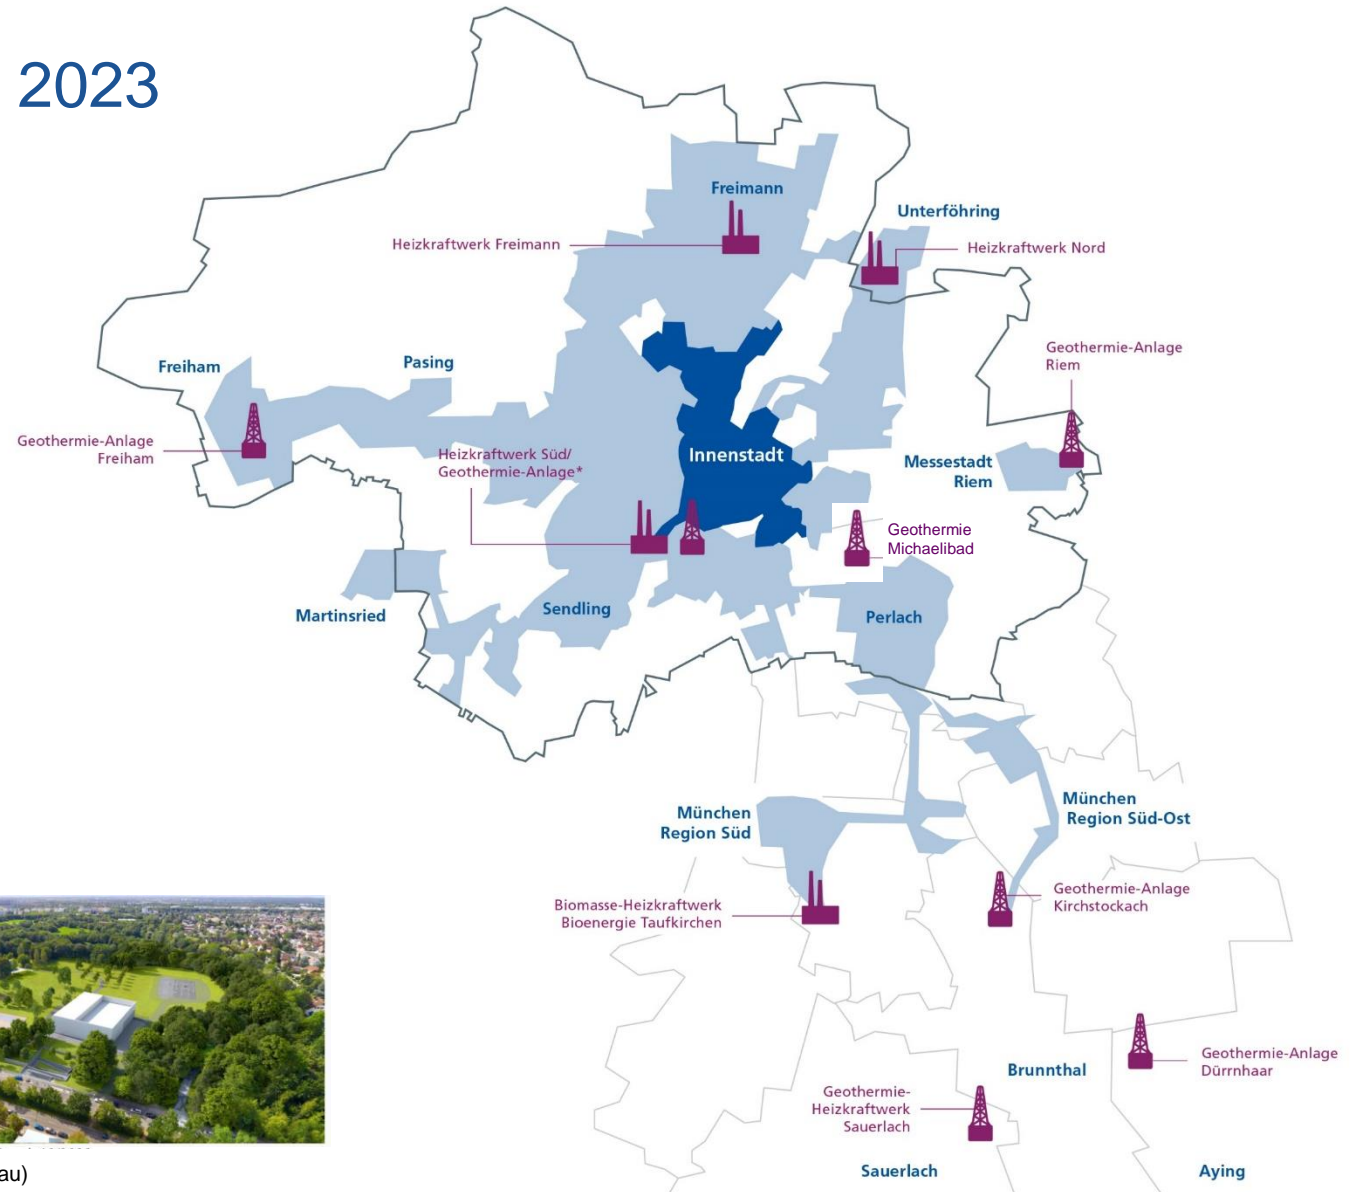 2023
Freimann
Unterföhring
Heizkraftwerk Freimann
Heizkraftwerk Nord
Geothermie-Anlage
Riem
Freiham
Pasing
Geothermie-Anlage
Freiham
Heizkraftwerk Süd/
Geothermie-Anlage*
Innenstadt
Messestadt
Riem
Geothermie
Michaelibad
Martinsried
Sendling
Perlach
München
Region Süd
München
Region Süd-Ost
Biomasse-Heizkraftwerk
Bioenergie Taufkirchen
Geothermie-Anlage
Kirchstockach
Geothermie-Anlage
Dürrnhaar
Brunnthal
Geothermie-
Heizkraftwerk
Sauerlach
Sauerlach
Aying
au)